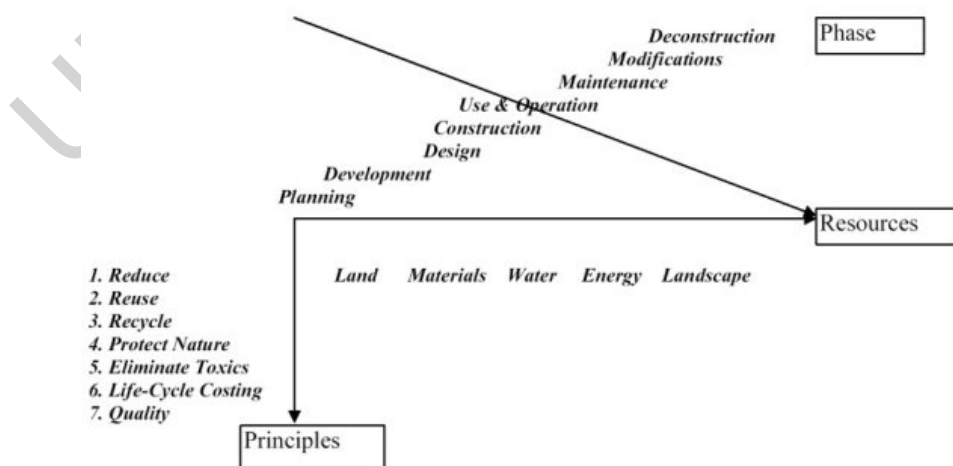 Deconstruction
Phase
Modifications
Maintenance
Use & Operation
Construction
Design
Development
Planning
Resources
1. Reduce
Land Materials Water Energy Landscape
2. Reuse
3. Recycle
4. Protect Nature
5. Eliminate Toxics
6. Life-Cycle Costing
7. Quality
Principles